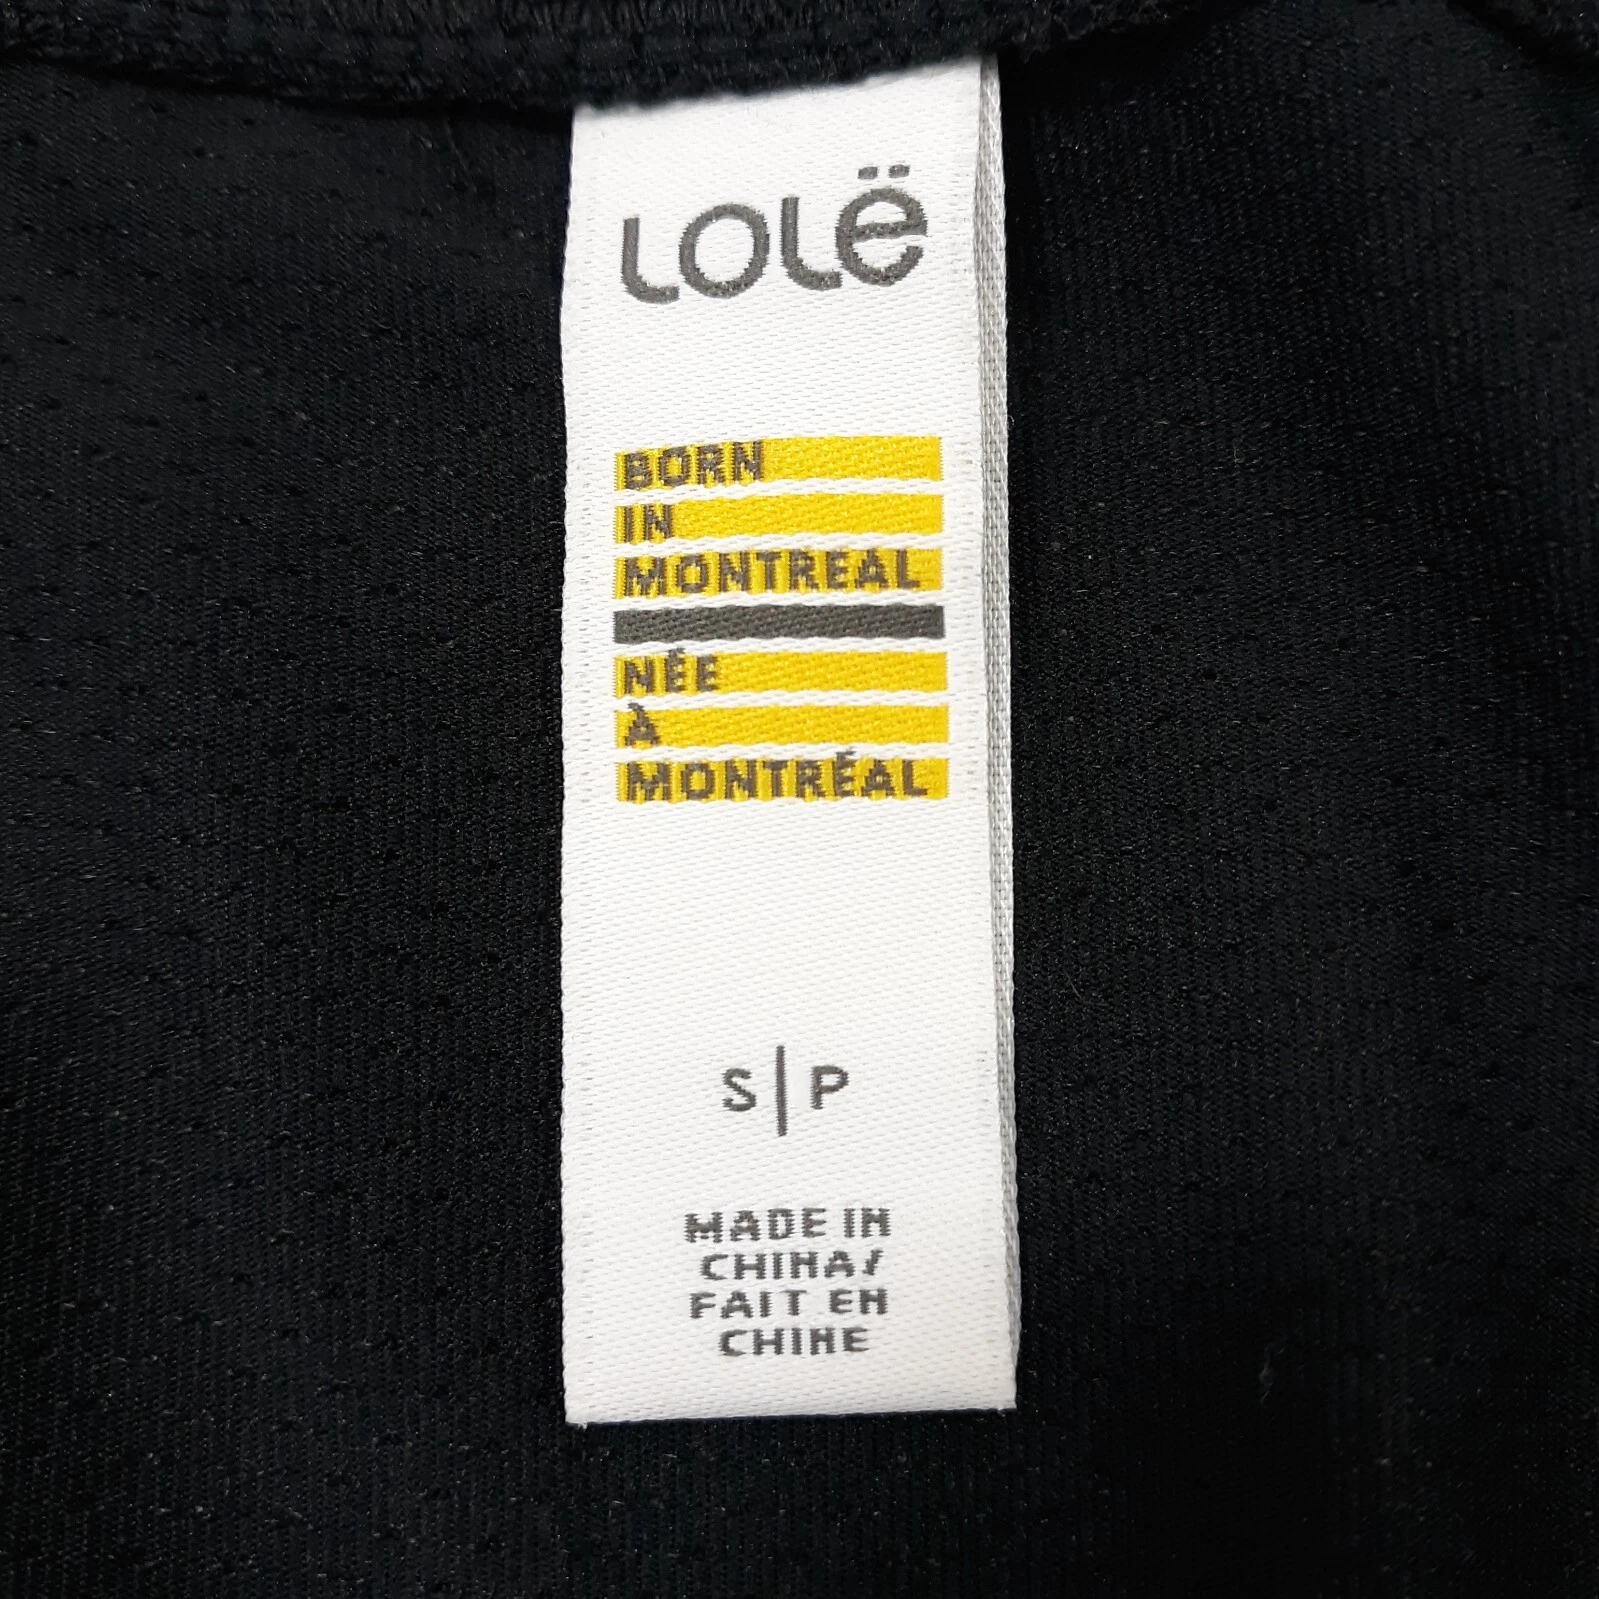 Lolë
BORN
IN
MONTREAL
NÉE
À
MONTRÉAL
S|P
MADE IN
CHINA/
FAIT EN
CHINE